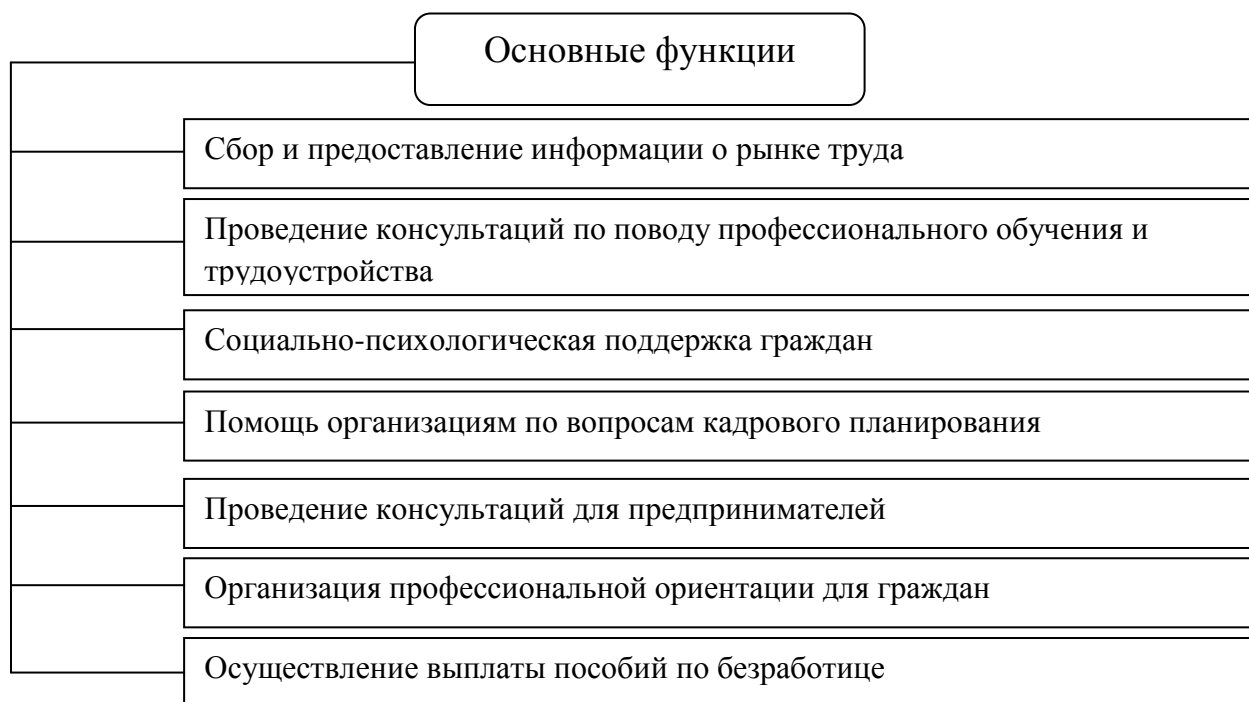 Основные функции
Сбор и предоставление информации о рынке труда
Проведение консультаций по поводу профессионального обучения и
трудоустройства
Социально-психологическая поддержка граждан
Помощь организациям по вопросам кадрового планирования
Проведение консультаций для предпринимателей
Организация профессиональной ориентации для граждан
Осуществление выплаты пособий по безработице